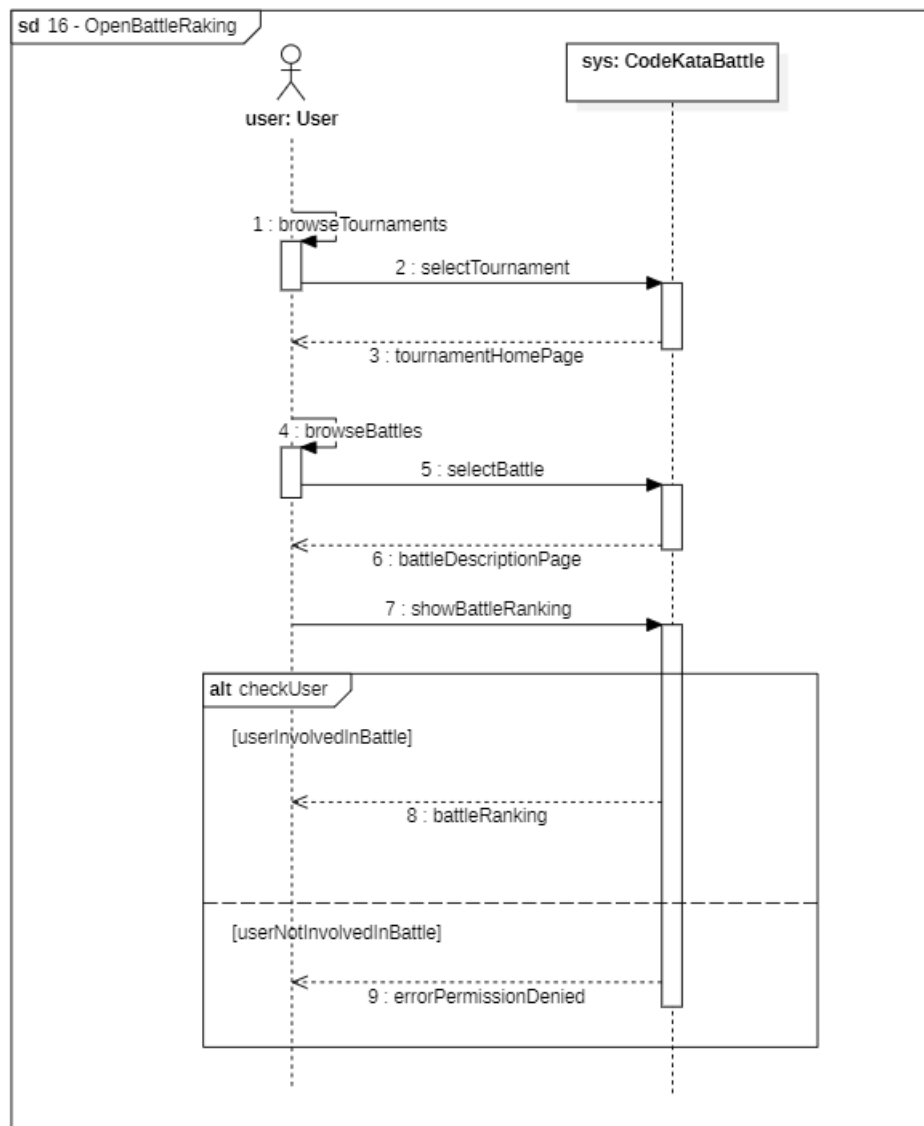 sd 16 - OpenBattleRaking
user: User
sys: CodeKataBattle
1 : browseTournaments
2 : selectTournament
3 : tournamentHomePage
4 : browseBattles
5 : selectBattle
6 : battleDescriptionPage
7 : showBattleRanking
alt checkUser
[userInvolvedInBattle]
8 : battleRanking
[userNotInvolvedInBattle]
9 : errorPermissionDenied